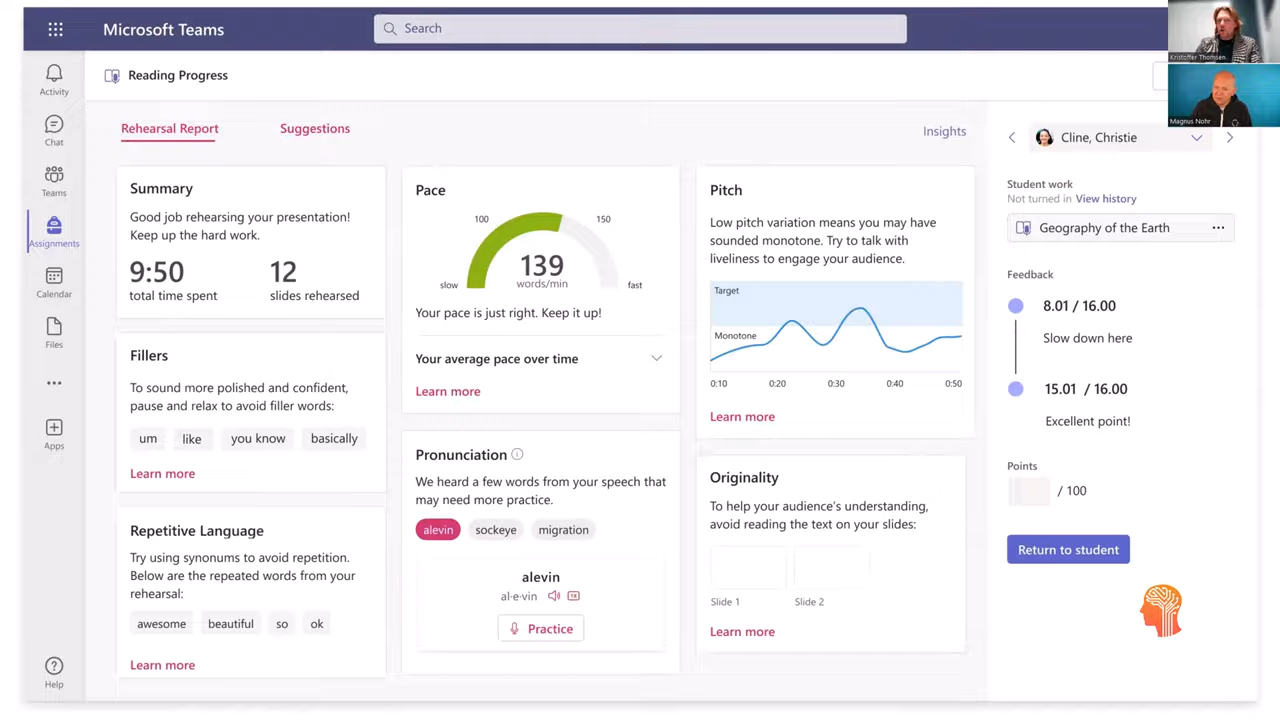 Microsoft Teams
Search
Kristoffer Thomsen
Magnus Nohr
Activity
Chat
Teams
Assignments
Calendar
Files
Apps
Help
Reading Progress
Rehearsal Report
Suggestions
Insights
Summary
Good job rehearsing your presentation!
Keep up the hard work.
9:50
total time spent
12
slides rehearsed
Fillers
To sound more polished and confident,
pause and relax to avoid filler words:
um like you know basically
Learn more
Repetitive Language
Try using synonyms to avoid repetition.
Below are the repeated words from your
rehearsal:
awesome beautiful so ok
Learn more
Pace
100 150
139
slow words/min fast
Your pace is just right. Keep it up!
Your average pace over time
Learn more
Pronunciation
We heard a few words from your speech that
may need more practice.
alevin sockeye migration
alevin
al·e·vin
Practice
Pitch
Low pitch variation means you may have
sounded monotone. Try to talk with
liveliness to engage your audience.
Target
Monotone
0:10 0:20 0:30 0:40 0:50
Learn more
Originality
To help your audience's understanding,
avoid reading the text on your slides:
Slide 1 Slide 2
Learn more
Cline, Christie
Student work
Not turned in View history
Geography of the Earth
Feedback
8.01 / 16.00
Slow down here
15.01 / 16.00
Excellent point!
Points
/ 100
Return to student